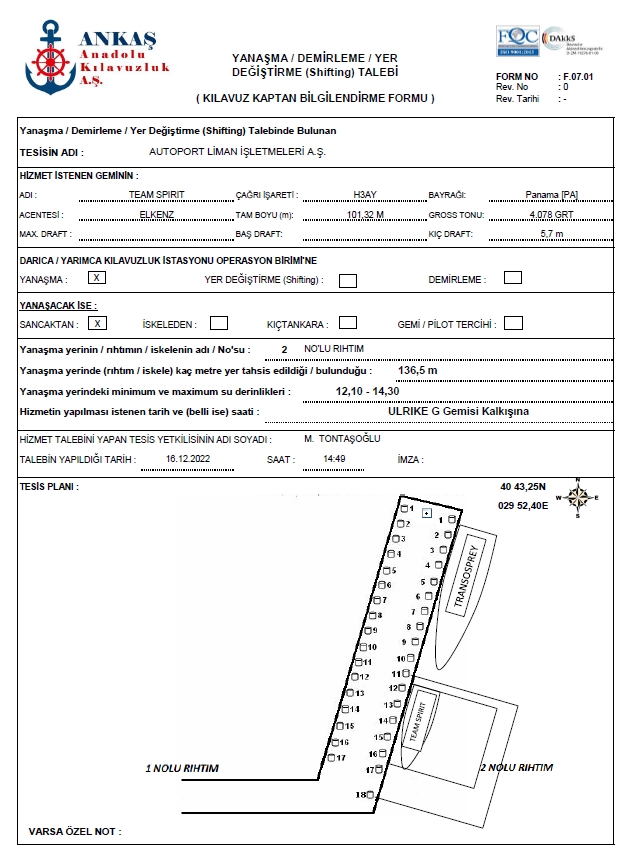 ANKAŞ
Anadolu
Kılavuzluk
A.Ş.
YANAŞMA / DEMİRLEME / YER
DEĞİŞTİRME (Shifting) TALEBİ
( KILAVUZ KAPTAN BİLGİLENDİRME FORMU )
FQC
ISO 9001:2015
DAkkS
FORM NO : F.07.01
Rev. No : 0
Rev. Tarihi : -
Yanaşma / Demirleme / Yer Değiştirme (Shifting) Talebinde Bulunan
TESİSİN ADI : AUTOPORT LİMAN İŞLETMELERİ A.Ş.
HİZMET İSTENEN GEMİNİN :
ADI : TEAM SPIRIT ÇAĞRI İŞARETİ : H3AY BAYRAĞI: Panama [PA]
ACENTESİ : ELKENZ TAM BOYU (m): 101,32 M GROSS TONU: 4.078 GRT
MAX. DRAFT : BAŞ DRAFT: KIÇ DRAFT: 5,7 m
DARICA / YARIMCA KILAVUZLUK İSTASYONU OPERASYON BİRİMİ'NE
YANAŞMA : X YER DEĞİŞTİRME (Shifting) : DEMİRLEME :
YANAŞACAK İSE :
SANCAKTAN : X İSKELEDEN : KIÇTANKARA : GEMİ / PİLOT TERCİHİ :
Yanaşma yerinin / rıhtımın / iskelenin adı / No'su : 2 NO'LU RIHTIM
Yanaşma yerinde (rıhtım / iskele) kaç metre yer tahsis edildiği / bulunduğu : 136,5 m
Yanaşma yerindeki minimum ve maximum su derinlikleri : 12,10 - 14,30
Hizmetin yapılması istenen tarih ve (belli ise) saati : ULRIKE G Gemisi Kalkışına
HİZMET TALEBİNİ YAPAN TESİS YETKİLİSİNİN ADI SOYADI : M. TONTAŞOĞLU
TALEBİN YAPILDIĞI TARİH : 16.12.2022 SAAT : 14:49 İMZA :
TESİS PLANI :
40 43,25N
029 52,40E
N
W E
S
1 1
2 2
3 3
4 4
5 5
6 6
7 7
8 8
9 9
10 10
11 11
12 12
13 13
14 14
15 15
16 16
17 17
18
TRANSOSPREY
TEAM SPIRIT
1 NOLU RIHTIM
2 NOLU RIHTIM
VARSA ÖZEL NOT :